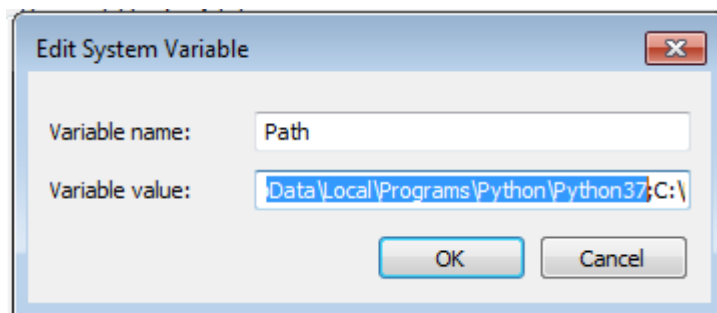 Edit System Variable
Variable name: Path
Variable value: Data\Local\Programs\Python\Python37;C:\
OK Cancel